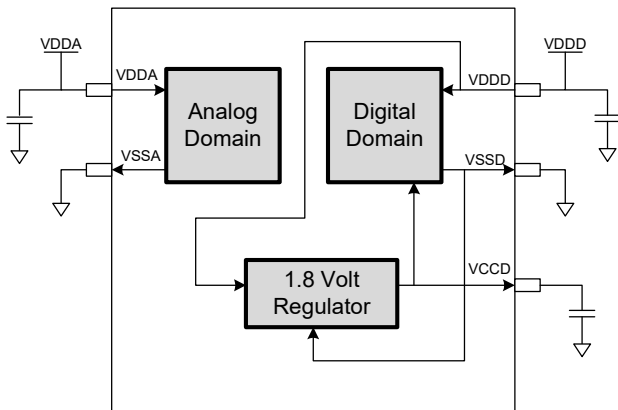 VDDA
VDDD
VDDA
Analog
Domain
Digital
Domain
VDDD
VSSA
VSSD
1.8 Volt
Regulator
VCCD